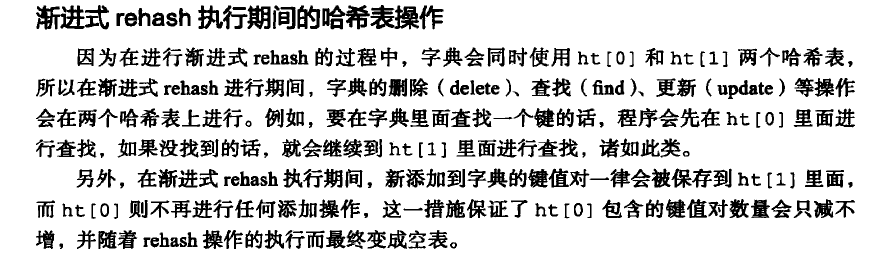 渐进式 rehash 执行期间的哈希表操作
因为在进行渐进式 rehash 的过程中，字典会同时使用 ht[0] 和 ht[1] 两个哈希表，
所以在渐进式 rehash 进行期间，字典的删除（delete）、查找（find）、更新（update）等操作
会在两个哈希表上进行。例如，要在字典里面查找一个键的话，程序会先在 ht[0] 里面进
行查找，如果没找到的话，就会继续到 ht[1] 里面进行查找，诸如此类。
另外，在渐进式 rehash 执行期间，新添加到字典的键值对一律会被保存到 ht[1] 里面，
而 ht[0] 则不再进行任何添加操作，这一措施保证了 ht[0] 包含的键值对数量会只减不
增，并随着 rehash 操作的执行而最终变成空表。